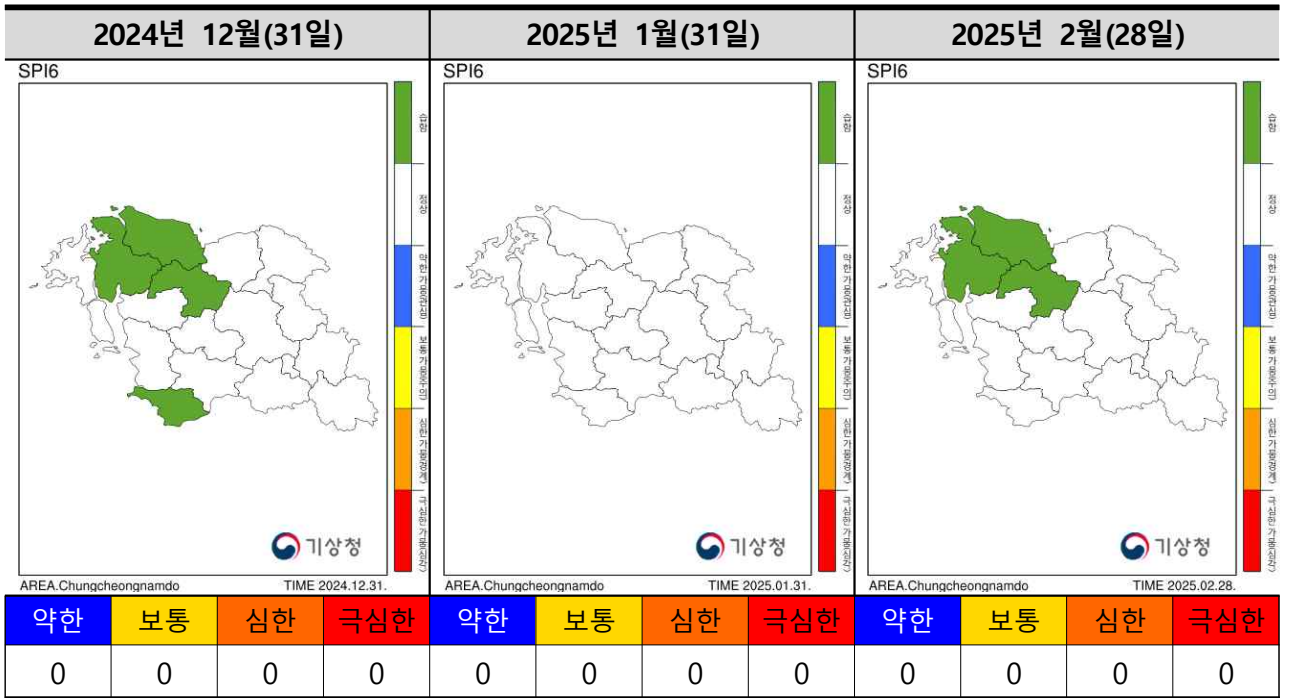 2024년 12월(31일) 2025년 1월(31일) 2025년 2월(28일)
SPI6 SPI6 SPI6
습함 습함 습함
정상 정상 정상
약한가뭄(관심) 약한가뭄(관심) 약한가뭄(관심)
보통가뭄(주의) 보통가뭄(주의) 보통가뭄(주의)
심한가뭄(경계) 심한가뭄(경계) 심한가뭄(경계)
극심한가뭄(심각) 극심한가뭄(심각) 극심한가뭄(심각)
기상청 기상청 기상청
AREA.Chungcheongnamdo TIME 2024.12.31. AREA.Chungcheongnamdo TIME 2025.01.31. AREA.Chungcheongnamdo TIME 2025.02.28.
약한 보통 심한 극심한 약한 보통 심한 극심한 약한 보통 심한 극심한
0 0 0 0 0 0 0 0 0 0 0 0